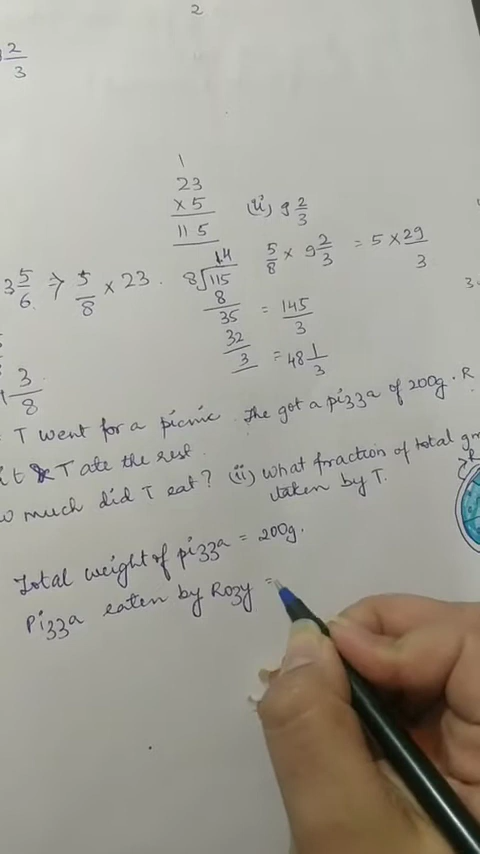 2
2/3
1
23
× 5
115
(ii) 9 2/3
3 5/6 ⇒ 5/8 × 23
14
8)115
8
35
32
3
5/8 × 9 2/3 = 5 × 29/3
= 145/3
= 48 1/3
3/8
T went for a picnic. The got a pizza of 200g. R
it T ate the rest.
much did T eat? (ii) what fraction of total
taken by T.
Total weight of pizza = 200g.
Pizza eaten by Rozy =